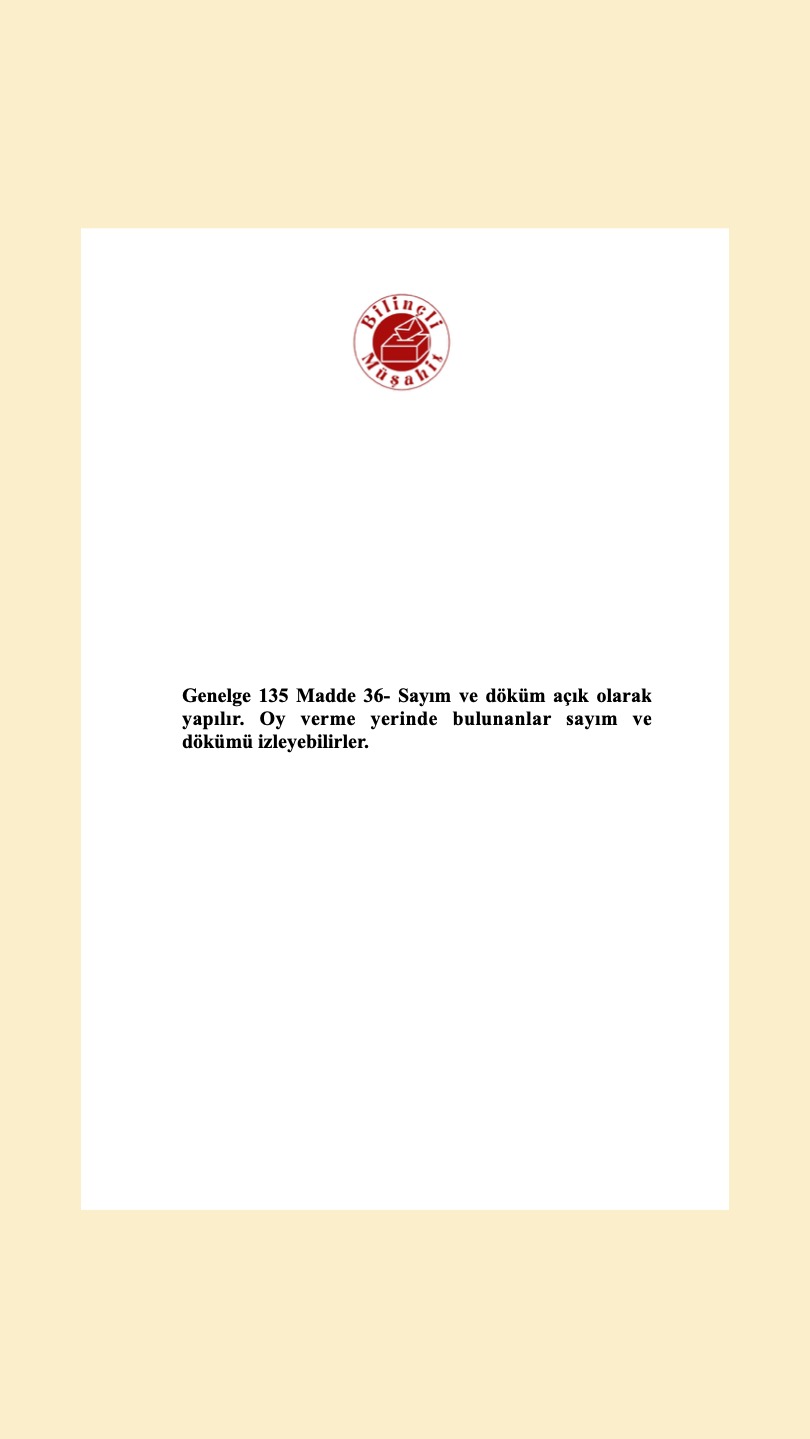 Bilinçli
Müşahit
Genelge 135 Madde 36- Sayım ve döküm açık olarak
yapılır. Oy verme yerinde bulunanlar sayım ve
dökümü izleyebilirler.